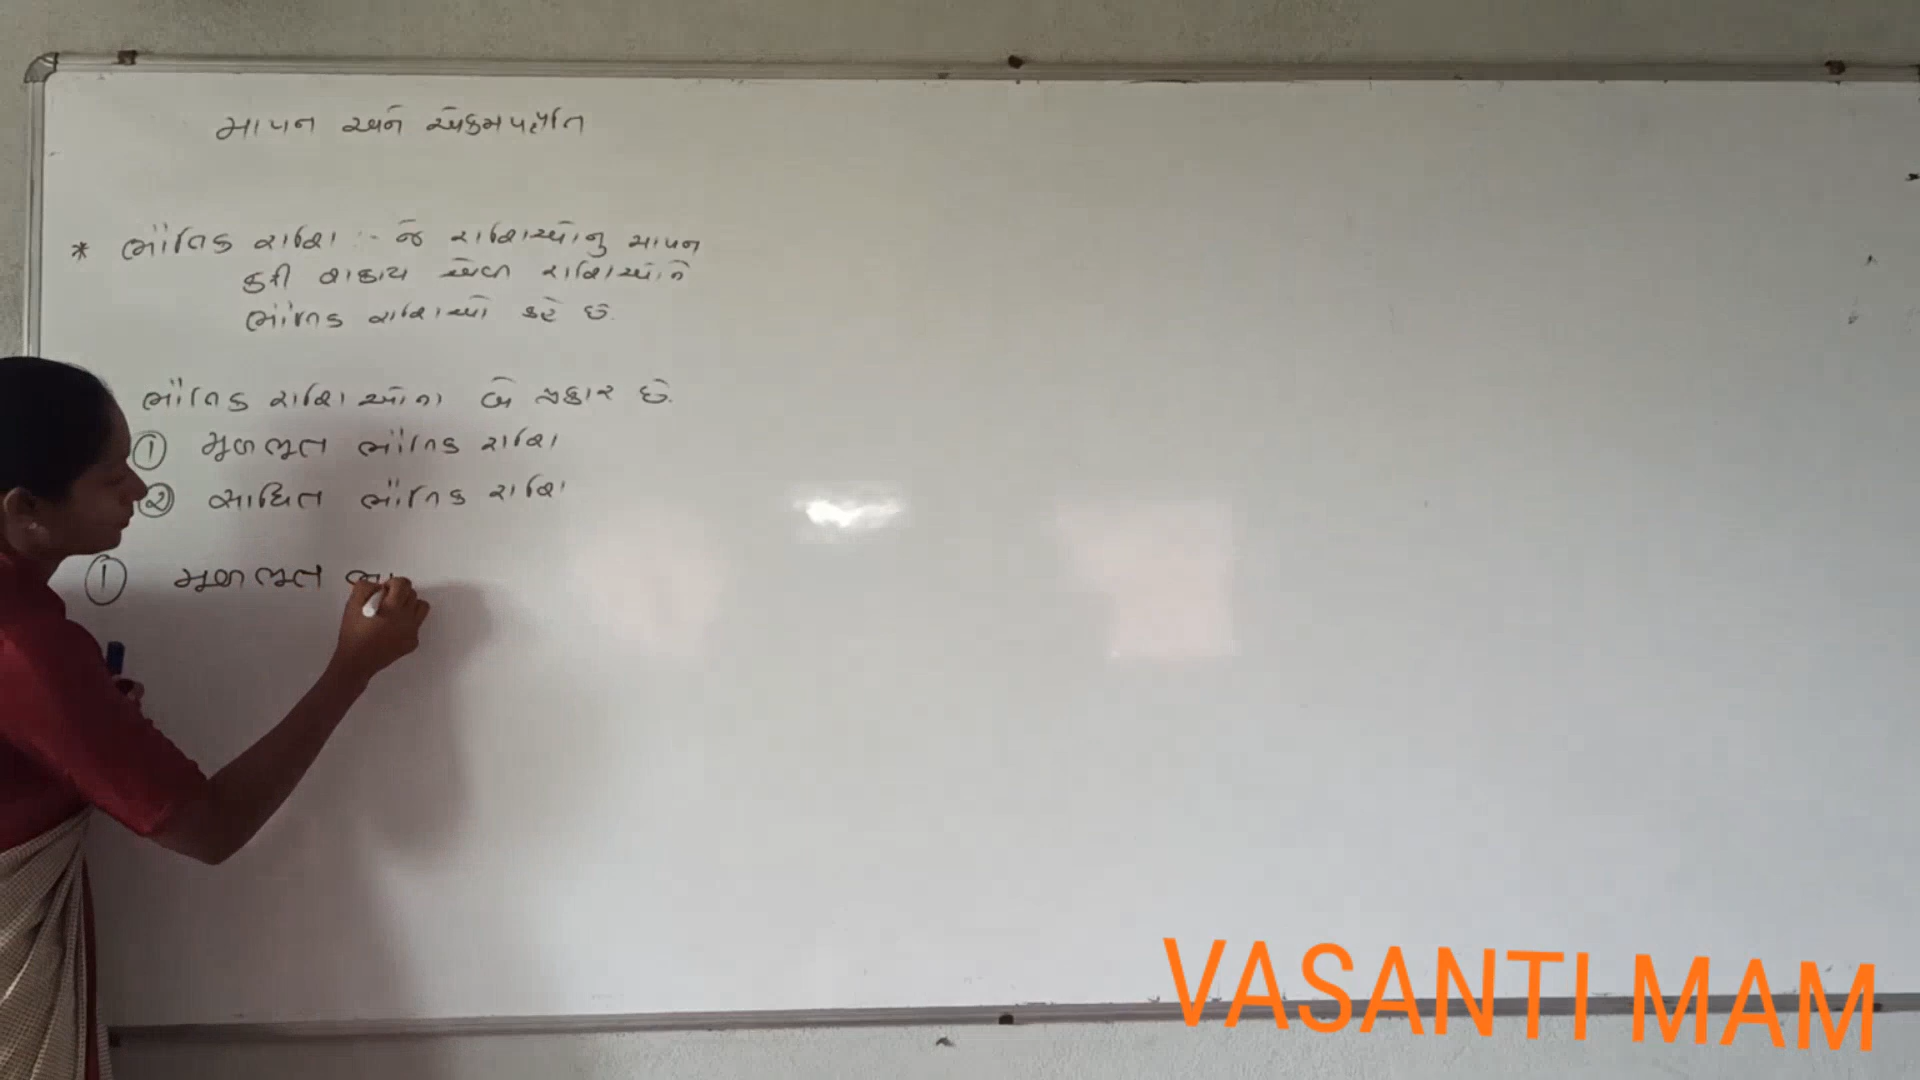 માપન અને એકમપદ્ધતિ
* ભૌતિક રાશિ :- જે રાશિઓનું માપન
કરી શકાય એવી રાશિઓને
ભૌતિક રાશિઓ કહે છે.
ભૌતિક રાશિઓના બે પ્રકાર છે.
① મૂળભૂત ભૌતિક રાશિ
② સાધિત ભૌતિક રાશિ
① મૂળભૂત ભા
VASANTI MAM